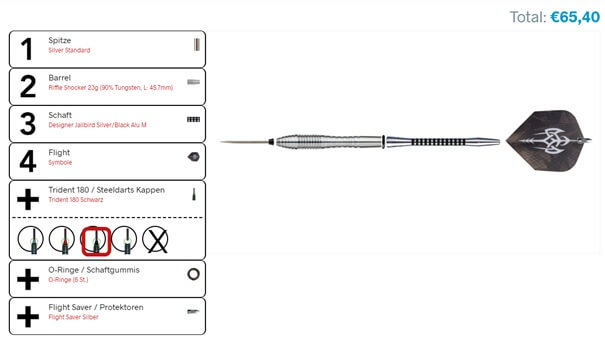 Total: €65,40
1 Spitze
Silver Standard
2 Barrel
Riffle Shocker 23g (90% Tungsten, L: 45,7mm)
3 Schaft
Designer Jailbird Silver/Black Alu M
4 Flight
Symbole
+ Trident 180 / Steeldarts Kappen
Trident 180 Schwarz
X
+ O-Ringe / Schaftgummis
O-Ringe (6 St.)
+ Flight Saver / Protektoren
Flight Saver Silber